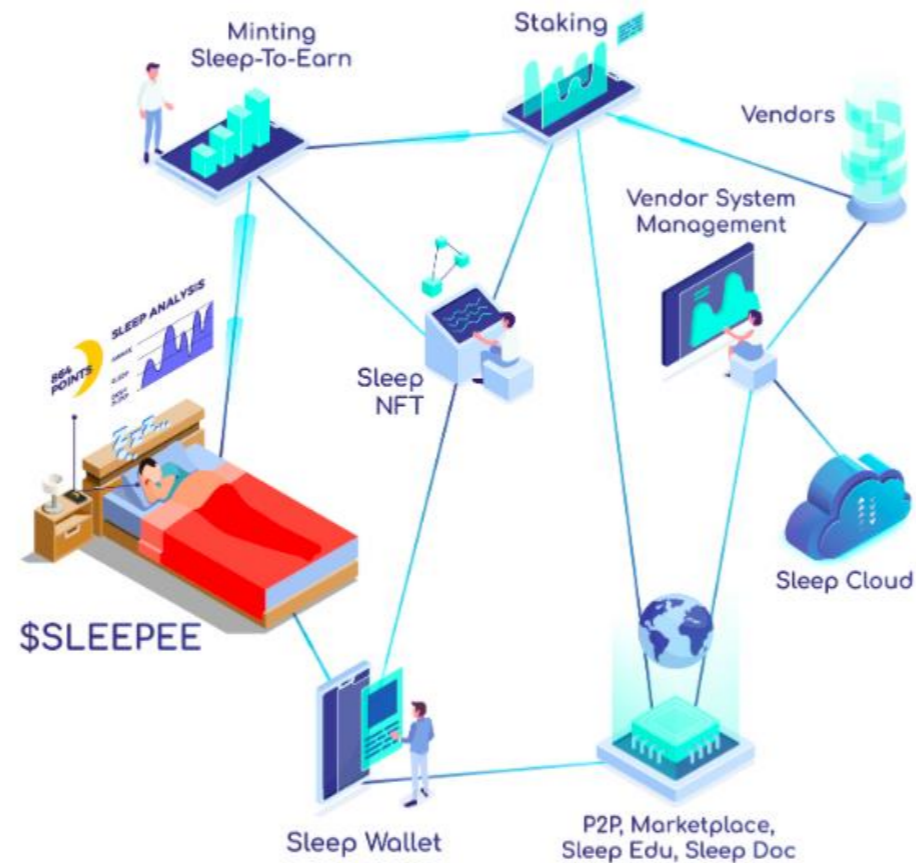 Minting
Sleep-To-Earn
Staking
Vendors
Vendor System
Management
SLEEP ANALYSIS
864
POINTS
Sleep
NFT
Sleep Cloud
$SLEEPEE
Sleep Wallet
P2P, Marketplace,
Sleep Edu, Sleep Doc